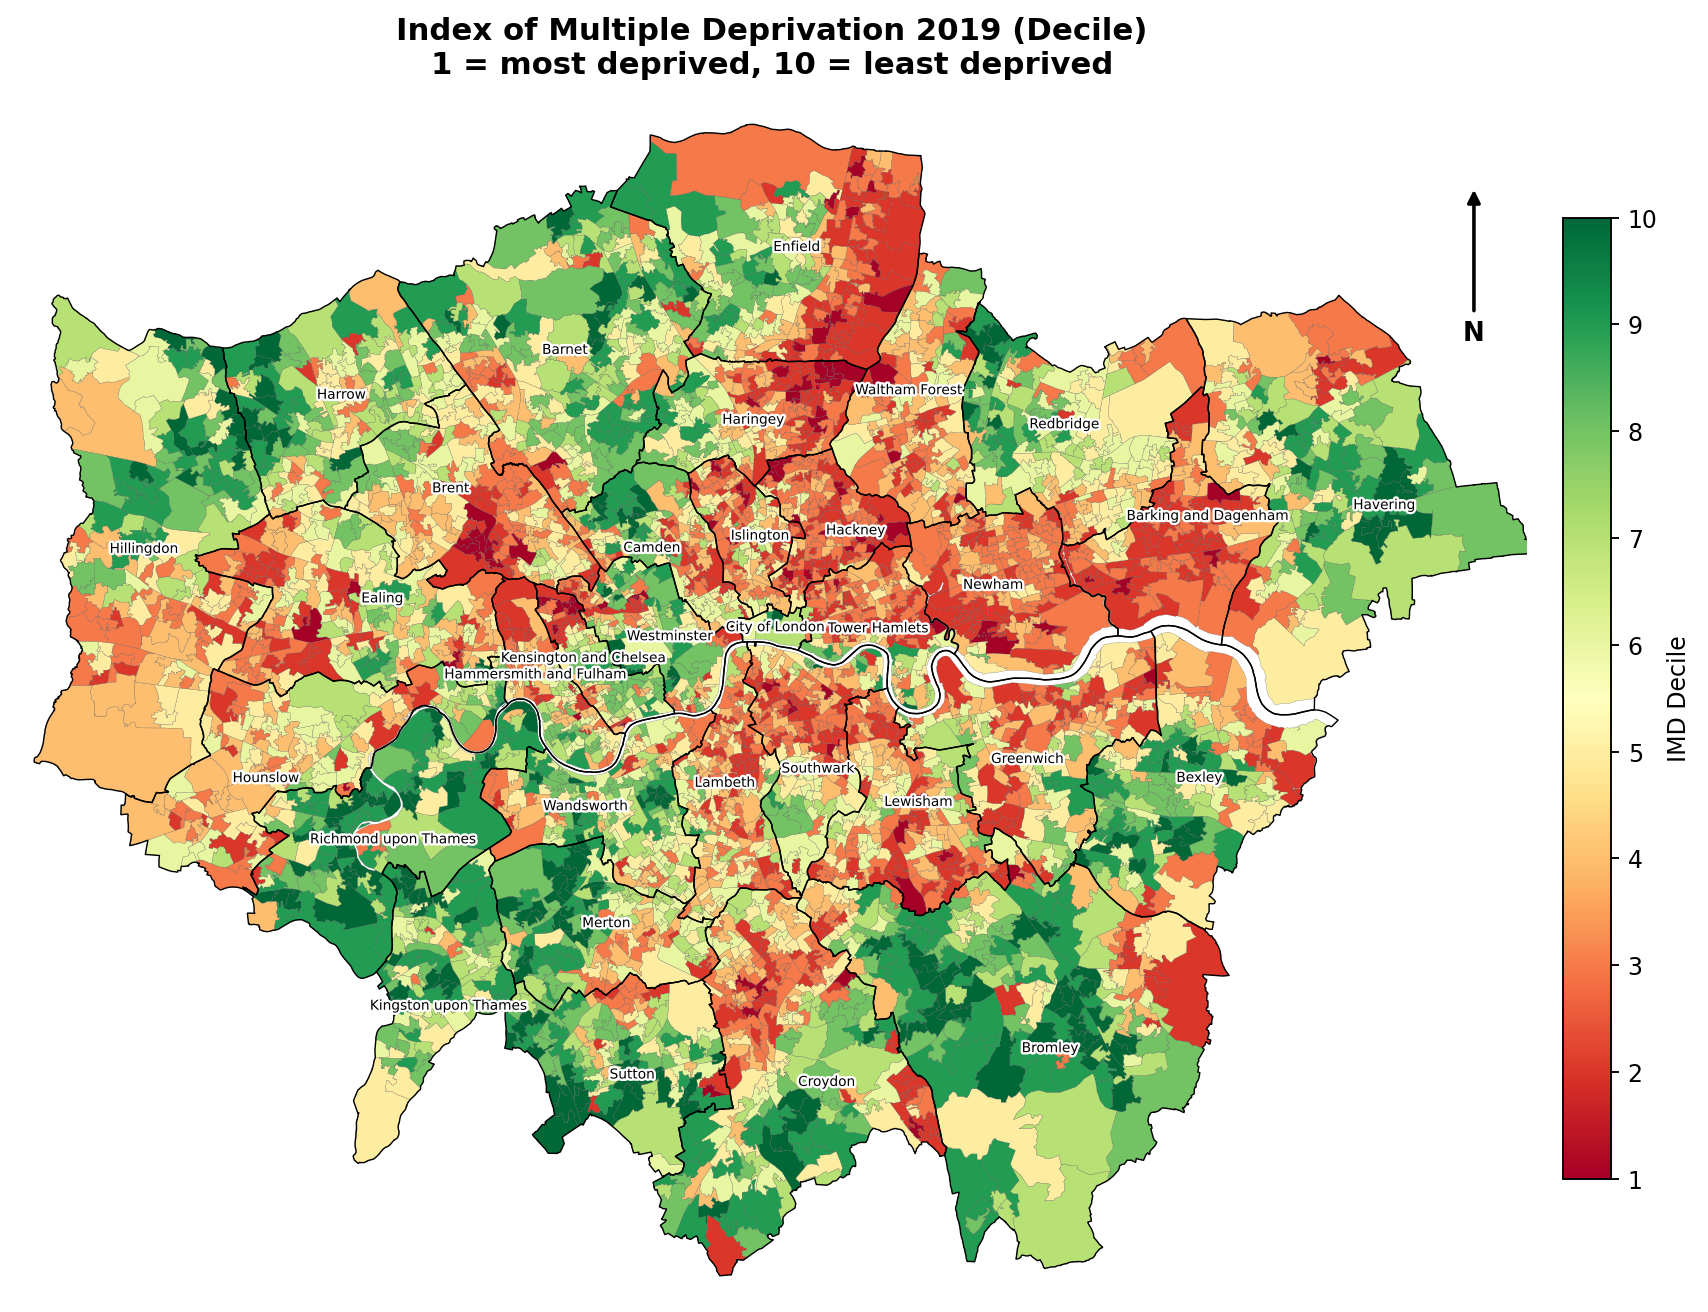 Index of Multiple Deprivation 2019 (Decile)
1 = most deprived, 10 = least deprived
N
Enfield
Barnet
Harrow
Waltham Forest
Haringey
Redbridge
Brent
Havering
Barking and Dagenham
Hackney
Islington
Camden
Hillingdon
Newham
Ealing
City of London
Tower Hamlets
Westminster
Kensington and Chelsea
Hammersmith and Fulham
Greenwich
Southwark
Hounslow
Bexley
Lambeth
Lewisham
Wandsworth
Richmond upon Thames
Merton
Kingston upon Thames
Bromley
Sutton
Croydon
10
9
8
7
6
5
4
3
2
1
IMD Decile